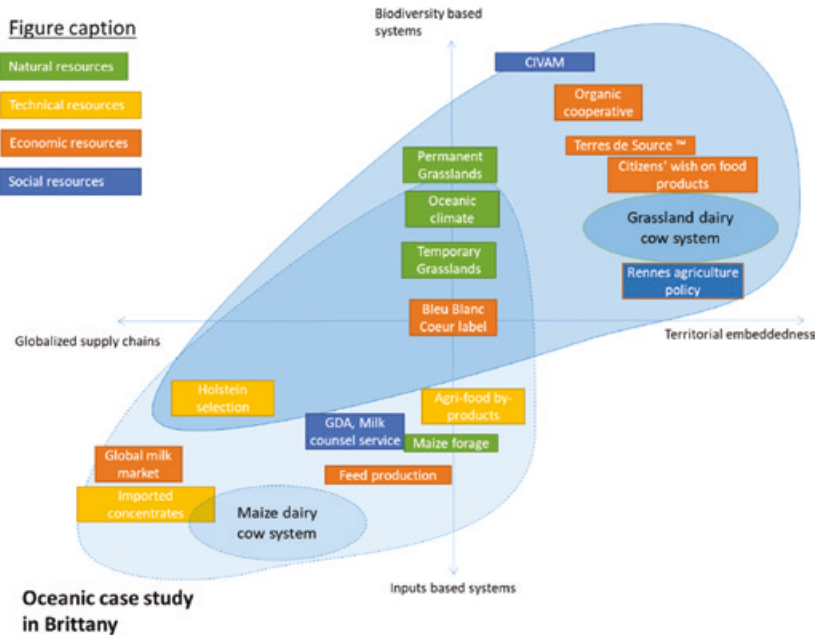 Figure caption
Natural resources
Technical resources
Economic resources
Social resources
Biodiversity based
systems
CIVAM
Organic
cooperative
Terres de Source ™
Citizens' wish on food
products
Permanent
Grasslands
Oceanic
climate
Grassland dairy
cow system
Temporary
Grasslands
Rennes agriculture
policy
Bleu Blanc
Coeur label
Globalized supply chains
Territorial embeddedness
Holstein
selection
Agri-food by-
products
GDA, Milk
counsel service
Maize forage
Global milk
market
Feed production
Imported
concentrates
Maize dairy
cow system
Inputs based systems
Oceanic case study
in Brittany